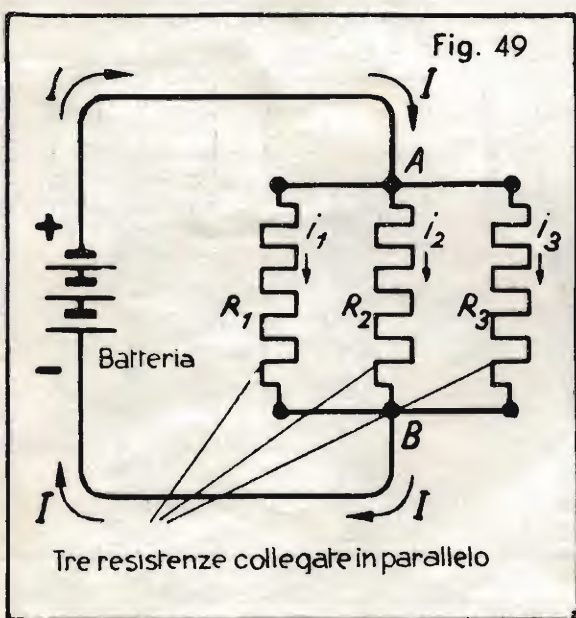 Fig. 49
I I
A
+
i1 i2 i3
R1 R2 R3
Batteria
-
B
I I
Tre resistenze collegate in parallelo